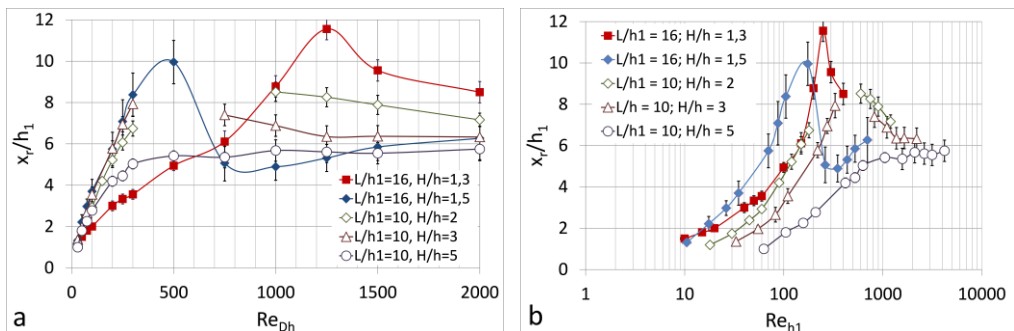 12
10
8
6
4
2
0
x_r/h_1
0
500
1000
1500
2000
Re_Dh
L/h1=16, H/h=1,3
L/h1=16, H/h=1,5
L/h1=10, H/h=2
L/h1=10, H/h=3
L/h1=10, H/h=5
a
12
10
8
6
4
2
0
x_r/h_1
1
10
100
1000
10000
Re_h1
L/h1 = 16; H/h = 1,3
L/h1 = 16; H/h = 1,5
L/h1 = 10; H/h = 2
L/h = 10; H/h = 3
L/h1 = 10; H/h = 5
b